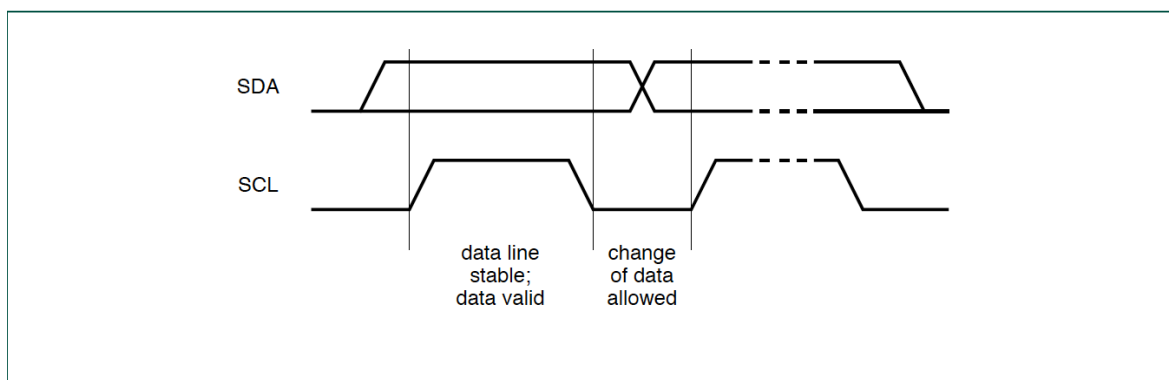 SDA
SCL
data line
stable;
data valid
change
of data
allowed